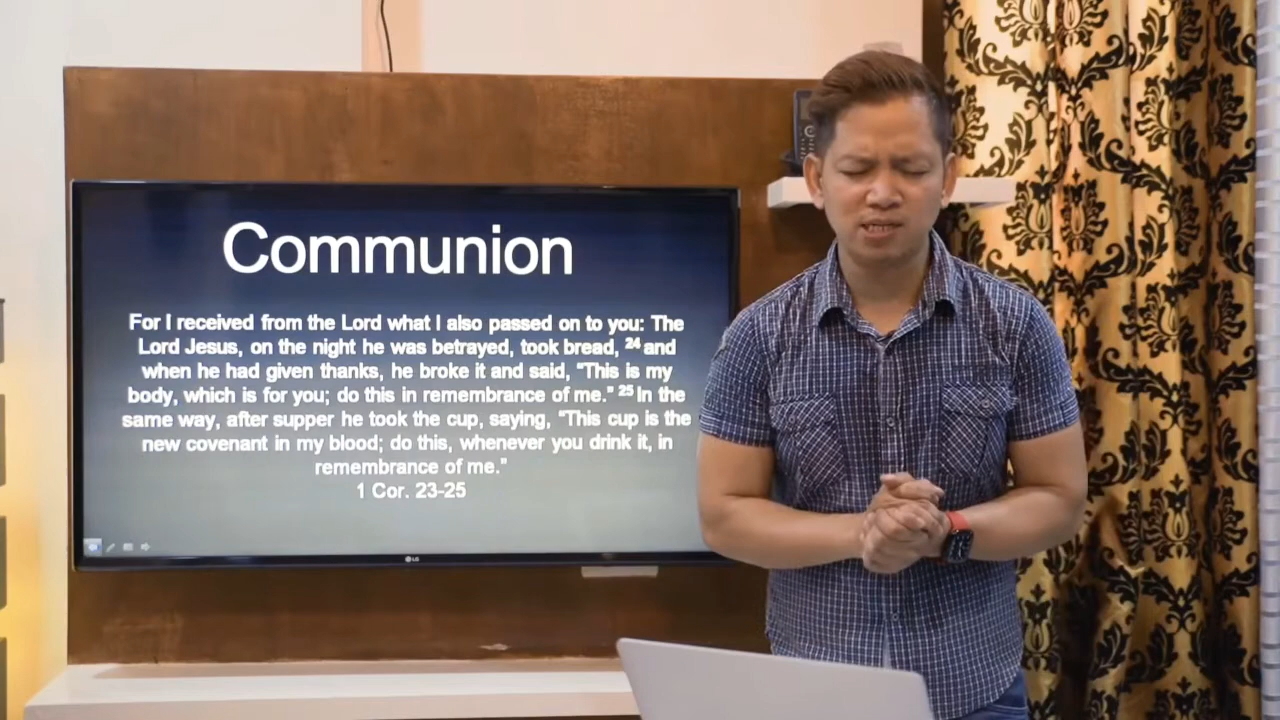 Communion
For I received from the Lord what I also passed on to you: The
Lord Jesus, on the night he was betrayed, took bread, 24 and
when he had given thanks, he broke it and said, "This is my
body, which is for you; do this in remembrance of me." 25 In the
same way, after supper he took the cup, saying, "This cup is the
new covenant in my blood; do this, whenever you drink it, in
remembrance of me."
1 Cor. 23-25
LG